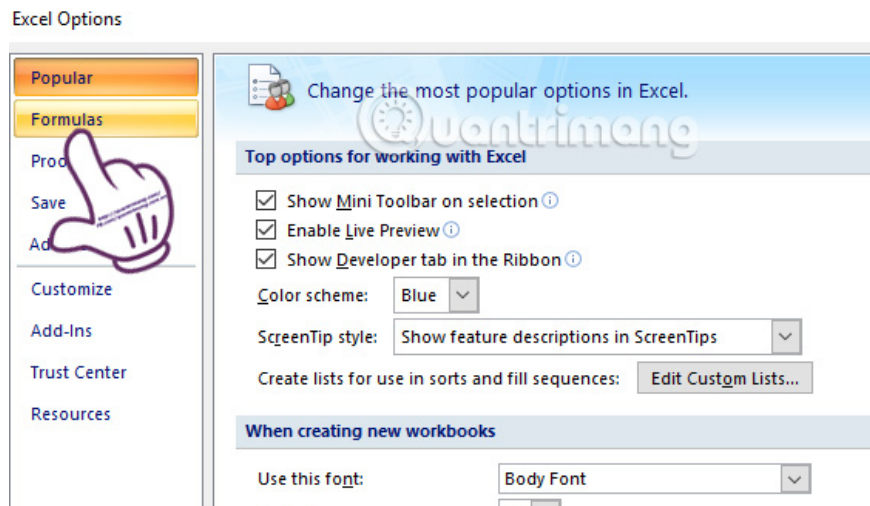 Excel Options
Popular
Formulas
Proo
Save
Ad
Customize
Add-Ins
Trust Center
Resources
Change the most popular options in Excel.
Quantrimang
Top options for working with Excel
Show Mini Toolbar on selection
Enable Live Preview
Show Developer tab in the Ribbon
Color scheme: Blue
ScreenTip style: Show feature descriptions in ScreenTips
Create lists for use in sorts and fill sequences: Edit Custom Lists...
When creating new workbooks
Use this font: Body Font